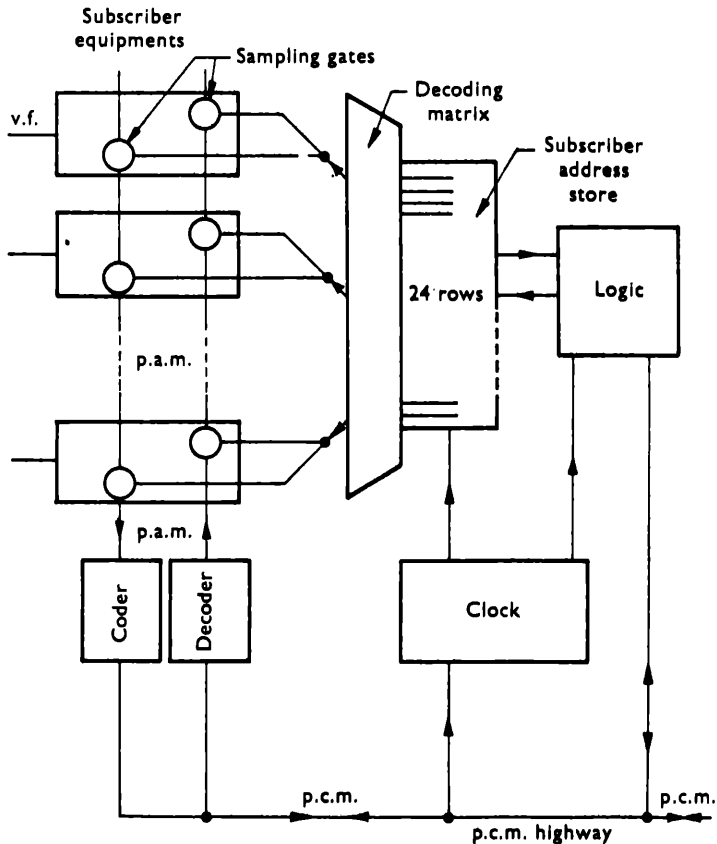 Subscriber
equipments
Sampling gates
Decoding
matrix
v.f.
Subscriber
address
store
24 rows
Logic
p.a.m.
p.a.m.
Coder
Decoder
Clock
p.c.m.
p.c.m.
p.c.m. highway